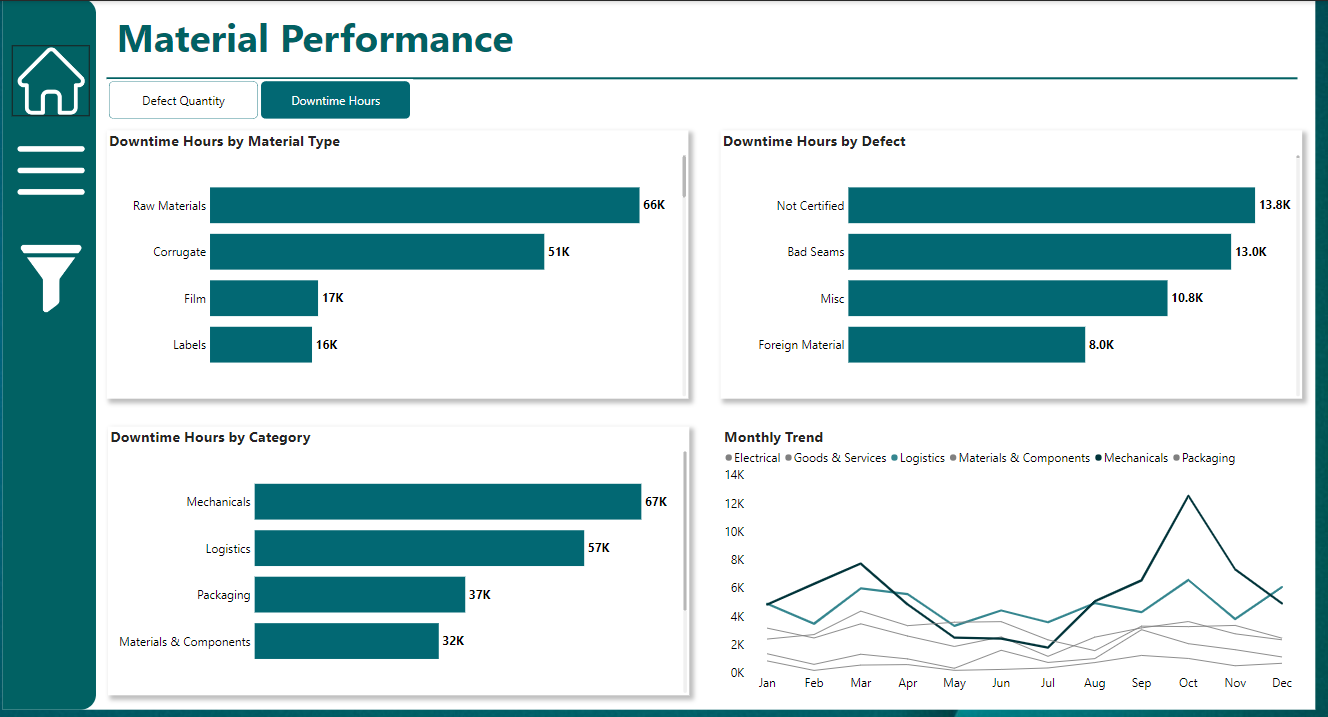 Material Performance
Defect Quantity
Downtime Hours
Downtime Hours by Material Type
Raw Materials 66K
Corrugate 51K
Film 17K
Labels 16K
Downtime Hours by Defect
Not Certified 13.8K
Bad Seams 13.0K
Misc 10.8K
Foreign Material 8.0K
Downtime Hours by Category
Mechanicals 67K
Logistics 57K
Packaging 37K
Materials & Components 32K
Monthly Trend
Electrical Goods & Services Logistics Materials & Components Mechanicals Packaging
14K
12K
10K
8K
6K
4K
2K
0K
Jan Feb Mar Apr May Jun Jul Aug Sep Oct Nov Dec